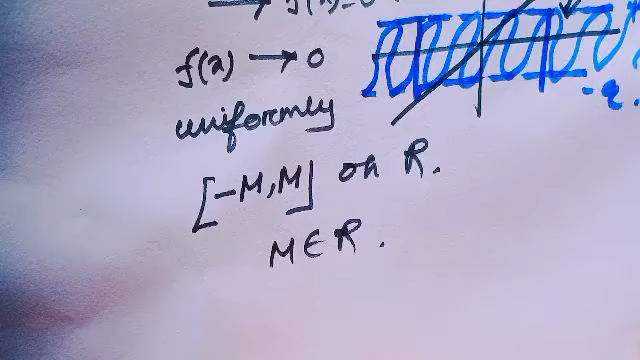 f(x) → 0
uniformly
[-M, M] on R.
M ∈ R.
- ε.